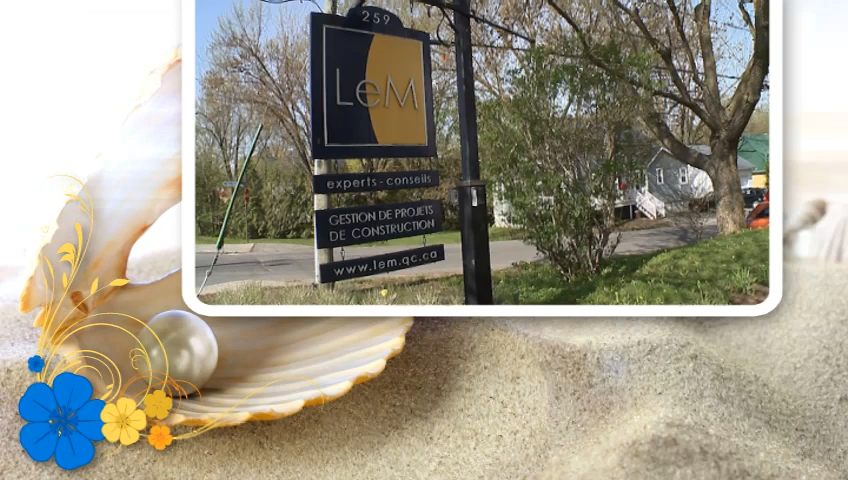 259
LeM
experts-conseils
GESTION DE PROJETS
DE CONSTRUCTION
www.lem.qc.ca